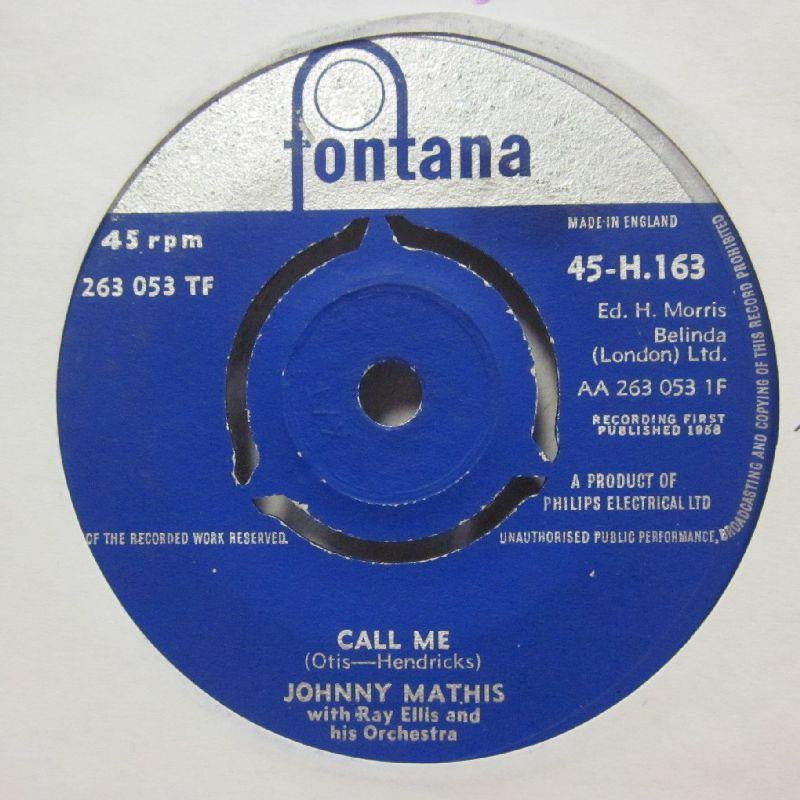 fontana
45 rpm
263 053 TF
MADE IN ENGLAND
45-H.163
Ed. H. Morris
Belinda
(London) Ltd.
AA 263 053 1F
RECORDING FIRST
PUBLISHED 1958
A PRODUCT OF
PHILIPS ELECTRICAL LTD
OF THE RECORDED WORK RESERVED.
UNAUTHORISED PUBLIC PERFORMANCE,
BROADCASTING AND COPYING OF THIS RECORD PROHIBITED
CALL ME
(Otis—Hendricks)
JOHNNY MATHIS
with Ray Ellis and
his Orchestra